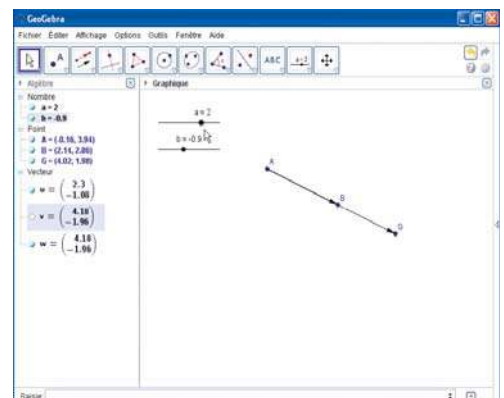 GeoGebra
Fichier Éditer Affichage Options Outils Fenêtre Aide
A
ABC
a=2
Algèbre
Graphique
Nombre
a = 2
b = -0.9
Point
A = (-0.16, 3.94)
B = (2.14, 2.86)
G = (4.02, 1.98)
Vecteur
u = ( 2.3 -1.08 )
v = ( 4.18 -1.96 )
w = ( 4.18 -1.96 )
a = 2
b = -0.9
A
B
G